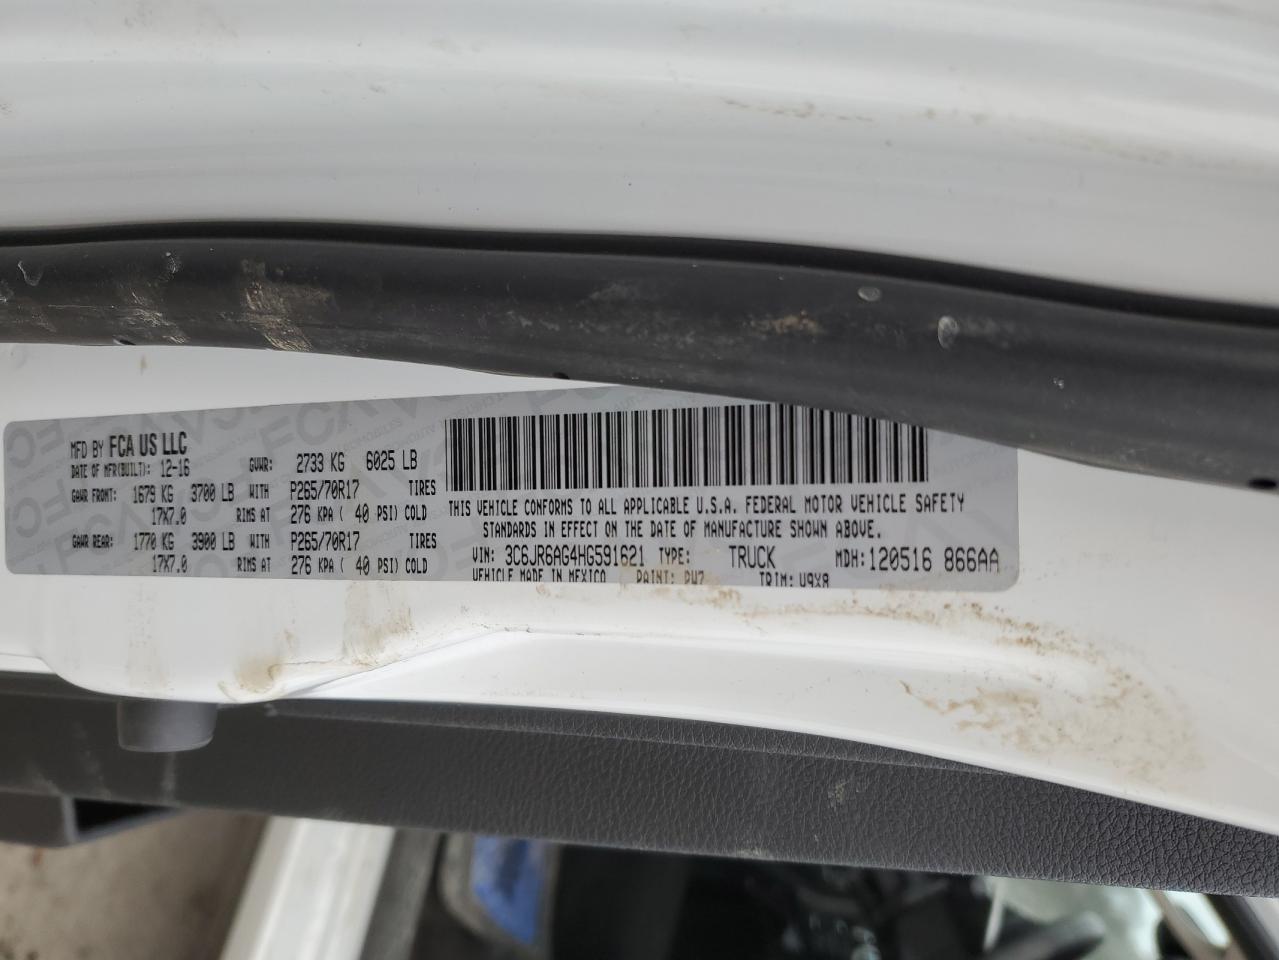 MFD BY FCA US LLC
DATE OF MFR(BUILT): 12-16 GVWR: 2733 KG 6025 LB
GAWR FRONT: 1679 KG 3700 LB WITH P265/70R17 TIRES
17X7.0 RIMS AT 276 KPA ( 40 PSI) COLD
GAWR REAR: 1770 KG 3900 LB WITH P265/70R17 TIRES
17X7.0 RIMS AT 276 KPA ( 40 PSI) COLD
THIS VEHICLE CONFORMS TO ALL APPLICABLE U.S.A. FEDERAL MOTOR VEHICLE SAFETY
STANDARDS IN EFFECT ON THE DATE OF MANUFACTURE SHOWN ABOVE.
VIN: 3C6JR6AG4HG591621 TYPE: TRUCK MDH: 120516 866AA
VEHICLE MADE IN MEXICO PAINT: PW7 TRIM: V9X8